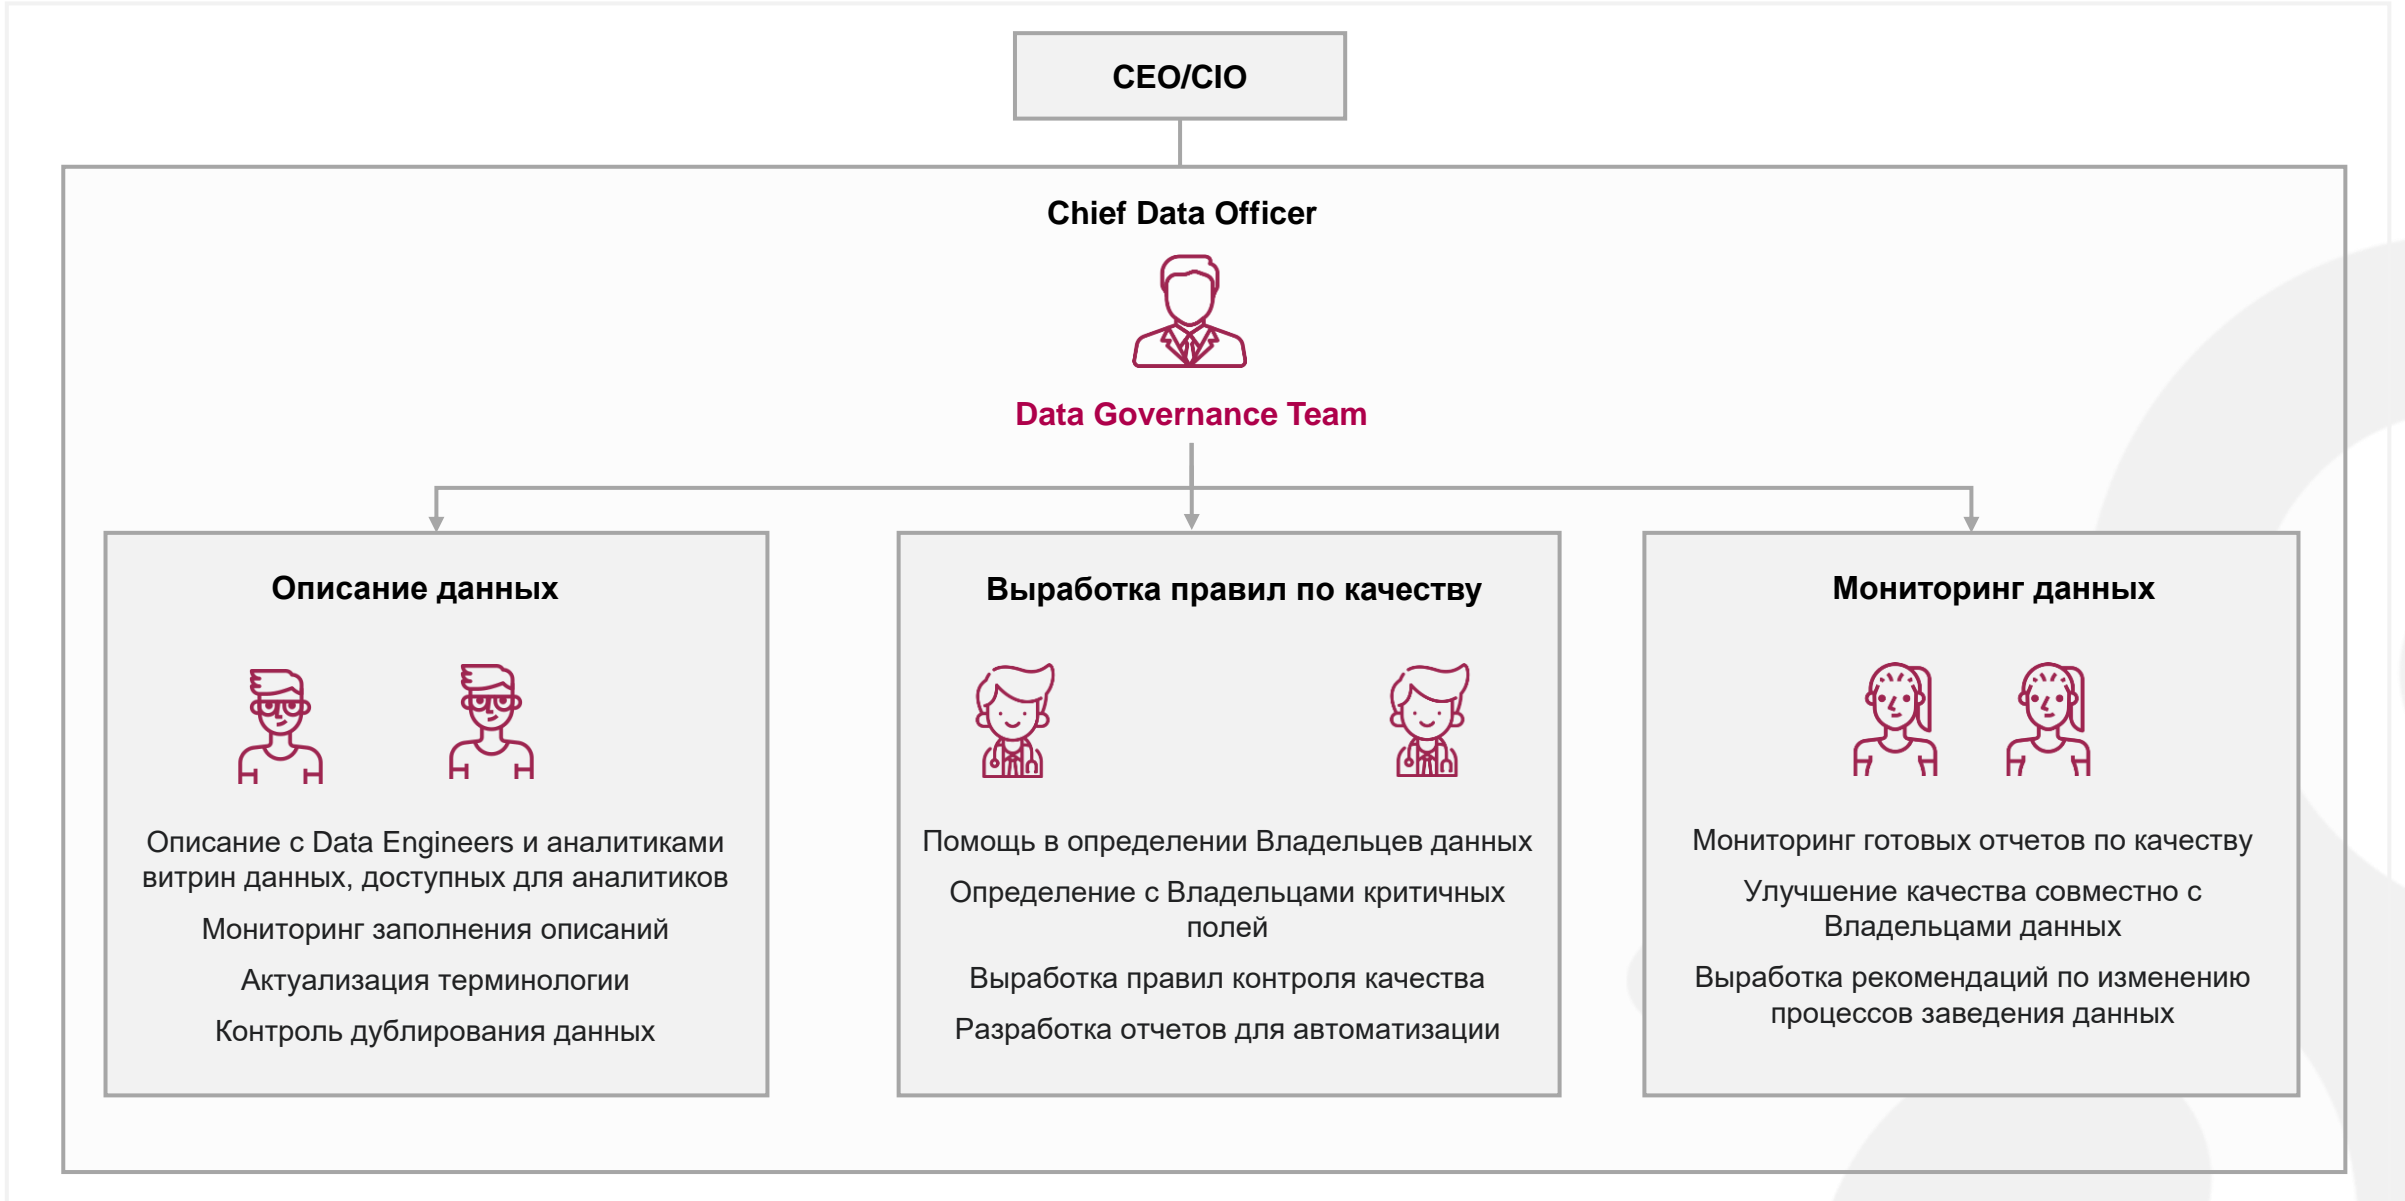 CEO/CIO
Chief Data Officer
Data Governance Team
Описание данных
Описание с Data Engineers и аналитиками
витрин данных, доступных для аналитиков
Мониторинг заполнения описаний
Актуализация терминологии
Контроль дублирования данных
Выработка правил по качеству
Помощь в определении Владельцев данных
Определение с Владельцами критичных
полей
Выработка правил контроля качества
Разработка отчетов для автоматизации
Мониторинг данных
Мониторинг готовых отчетов по качеству
Улучшение качества совместно с
Владельцами данных
Выработка рекомендаций по изменению
процессов заведения данных